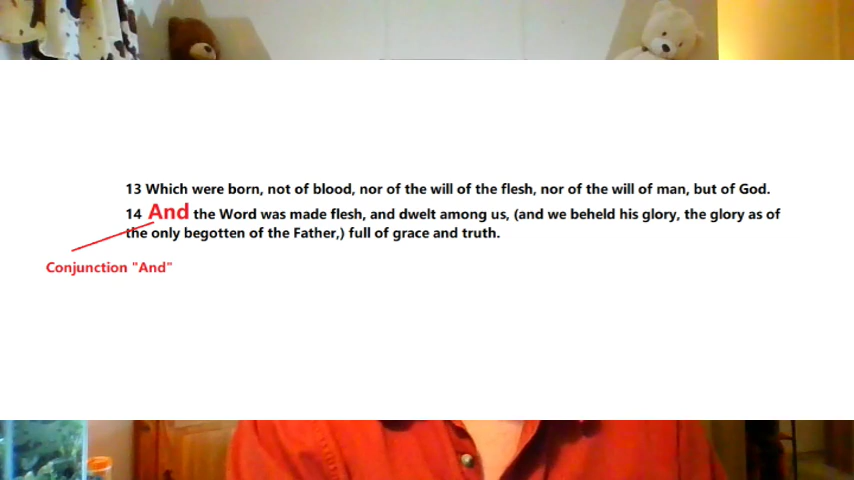 13 Which were born, not of blood, nor of the will of the flesh, nor of the will of man, but of God.
14 And the Word was made flesh, and dwelt among us, (and we beheld his glory, the glory as of
the only begotten of the Father,) full of grace and truth.
Conjunction "And"